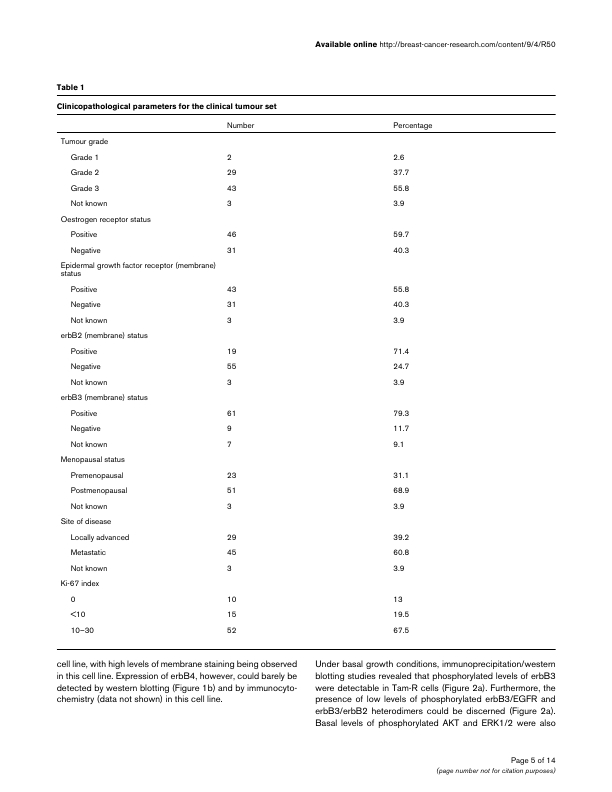 Available online http://breast-cancer-research.com/content/9/4/R50
Table 1
Clinicopathological parameters for the clinical tumour set
Number Percentage
Tumour grade
Grade 1 2 2.6
Grade 2 29 37.7
Grade 3 43 55.8
Not known 3 3.9
Oestrogen receptor status
Positive 46 59.7
Negative 31 40.3
Epidermal growth factor receptor (membrane)
status
Positive 43 55.8
Negative 31 40.3
Not known 3 3.9
erbB2 (membrane) status
Positive 19 71.4
Negative 55 24.7
Not known 3 3.9
erbB3 (membrane) status
Positive 61 79.3
Negative 9 11.7
Not known 7 9.1
Menopausal status
Premenopausal 23 31.1
Postmenopausal 51 68.9
Not known 3 3.9
Site of disease
Locally advanced 29 39.2
Metastatic 45 60.8
Not known 3 3.9
Ki-67 index
0 10 13
<10 15 19.5
10–30 52 67.5
cell line, with high levels of membrane staining being observed
in this cell line. Expression of erbB4, however, could barely be
detected by western blotting (Figure 1b) and by immunocyto-
chemistry (data not shown) in this cell line.
Under basal growth conditions, immunoprecipitation/western
blotting studies revealed that phosphorylated levels of erbB3
were detectable in Tam-R cells (Figure 2a). Furthermore, the
presence of low levels of phosphorylated erbB3/EGFR and
erbB3/erbB2 heterodimers could be discerned (Figure 2a).
Basal levels of phosphorylated AKT and ERK1/2 were also
Page 5 of 14
(page number not for citation purposes)